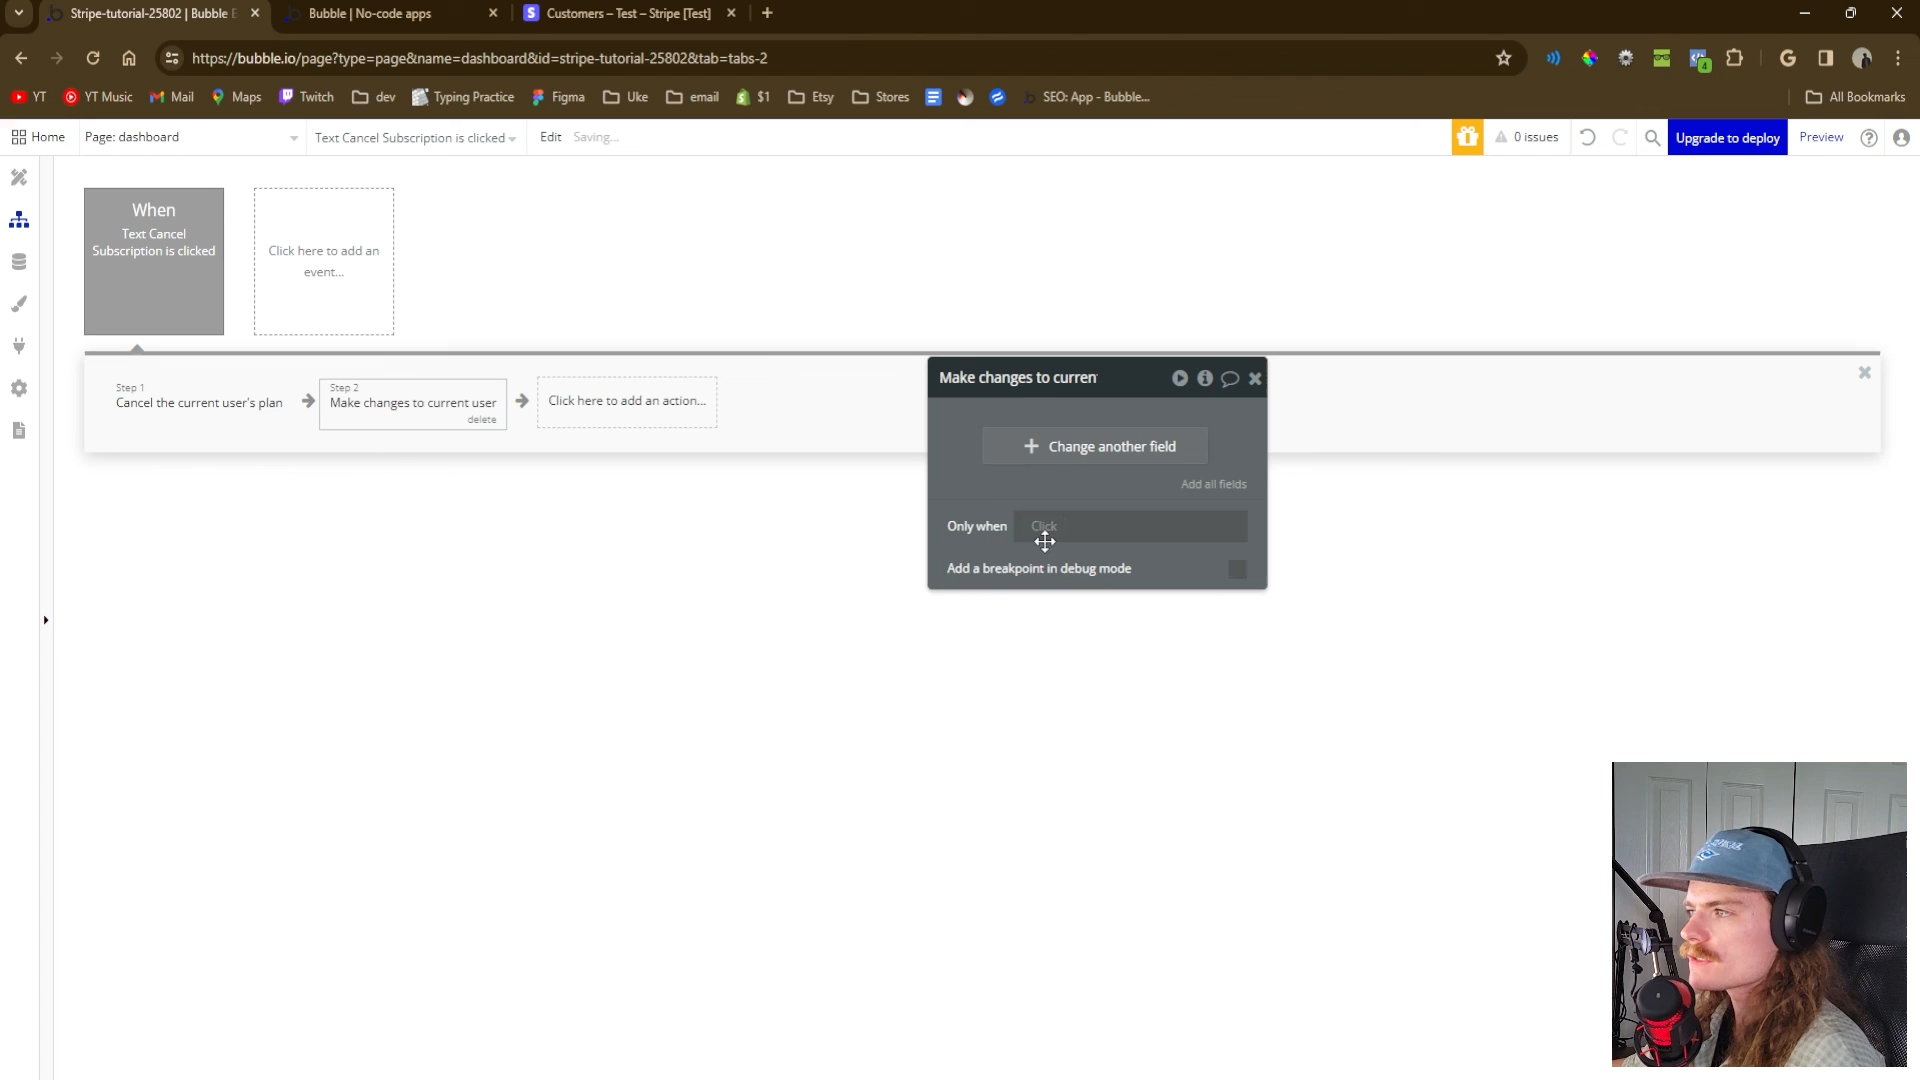 Stripe-tutorial-25802 | Bubble E
Bubble | No-code apps
Customers – Test – Stripe [Test]
https://bubble.io/page?type=page&name=dashboard&id=stripe-tutorial-25802&tab=tabs-2
YT
YT Music
Mail
Maps
Twitch
dev
Typing Practice
Figma
Uke
email
$1
Etsy
Stores
SEO: App - Bubble...
All Bookmarks
Home
Page: dashboard
Text Cancel Subscription is clicked
Edit
Saving...
0 issues
Upgrade to deploy
Preview
When
Text Cancel
Subscription is clicked
Click here to add an
event...
Step 1
Cancel the current user's plan
Step 2
Make changes to current user
delete
Click here to add an action...
Make changes to curren
Change another field
Add all fields
Only when
Click
Add a breakpoint in debug mode